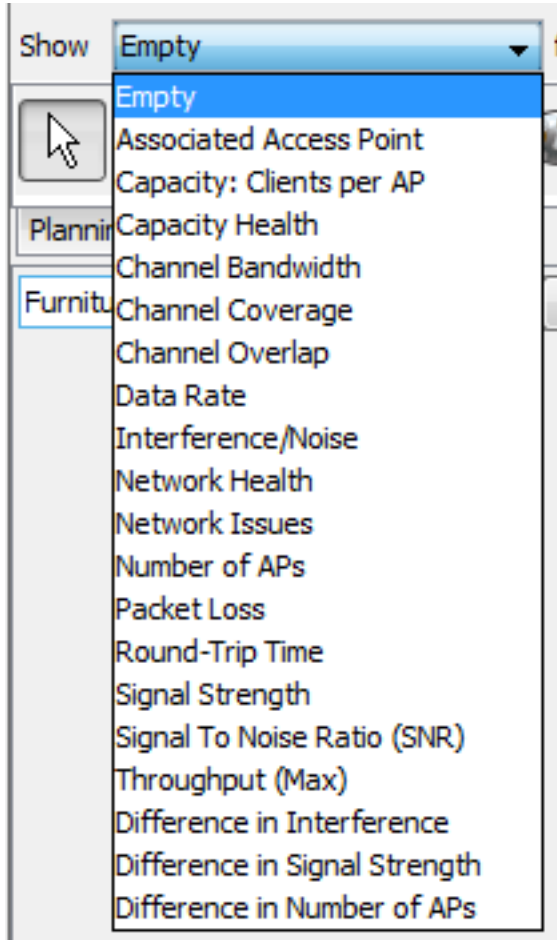 Show Empty
Empty
Associated Access Point
Capacity: Clients per AP
Capacity Health
Channel Bandwidth
Channel Coverage
Channel Overlap
Data Rate
Interference/Noise
Network Health
Network Issues
Number of APs
Packet Loss
Round-Trip Time
Signal Strength
Signal To Noise Ratio (SNR)
Throughput (Max)
Difference in Interference
Difference in Signal Strength
Difference in Number of APs